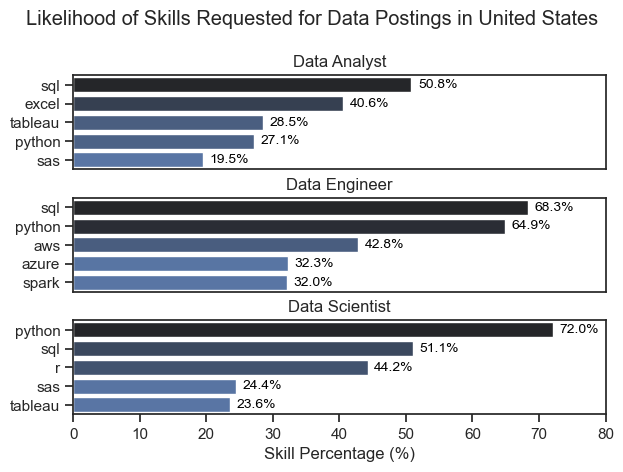 Likelihood of Skills Requested for Data Postings in United States
Data Analyst
sql 50.8%
excel 40.6%
tableau 28.5%
python 27.1%
sas 19.5%
Data Engineer
sql 68.3%
python 64.9%
aws 42.8%
azure 32.3%
spark 32.0%
Data Scientist
python 72.0%
sql 51.1%
r 44.2%
sas 24.4%
tableau 23.6%
0 10 20 30 40 50 60 70 80
Skill Percentage (%)